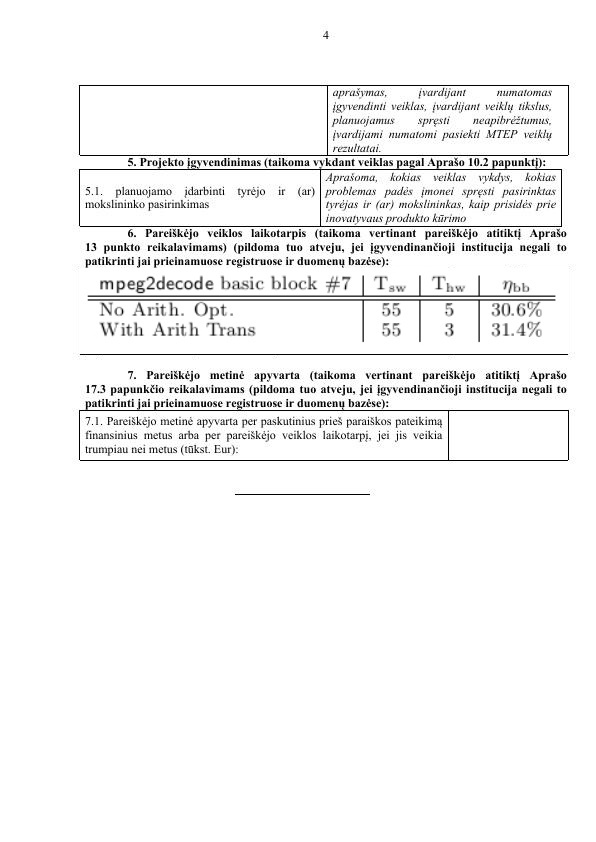 4
aprašymas, įvardijant numatomas
įgyvendinti veiklas, įvardijant veiklų tikslus,
planuojamus spręsti neapibrėžtumus,
įvardijami numatomi pasiekti MTEP veiklų
rezultatai.
5. Projekto įgyvendinimas (taikoma vykdant veiklas pagal Aprašo 10.2 papunktį):
5.1. planuojamo įdarbinti tyrėjo ir (ar)
mokslininko pasirinkimas
Aprašoma, kokias veiklas vykdys, kokias
problemas padės įmonei spręsti pasirinktas
tyrėjas ir (ar) mokslininkas, kaip prisidės prie
inovatyvaus produkto kūrimo
6. Pareiškėjo veiklos laikotarpis (taikoma vertinant pareiškėjo atitiktį Aprašo
13 punkto reikalavimams) (pildoma tuo atveju, jei įgyvendinančioji institucija negali to
patikrinti jai prieinamuose registruose ir duomenų bazėse):
mpeg2decode basic block #7 T_sw T_hw η_bb
No Arith. Opt. 55 5 30.6%
With Arith Trans 55 3 31.4%
7. Pareiškėjo metinė apyvarta (taikoma vertinant pareiškėjo atitiktį Aprašo
17.3 papunkčio reikalavimams (pildoma tuo atveju, jei įgyvendinančioji institucija negali to
patikrinti jai prieinamuose registruose ir duomenų bazėse):
7.1. Pareiškėjo metinė apyvarta per paskutinius prieš paraiškos pateikimą
finansinius metus arba per pareiškėjo veiklos laikotarpį, jei jis veikia
trumpiau nei metus (tūkst. Eur):